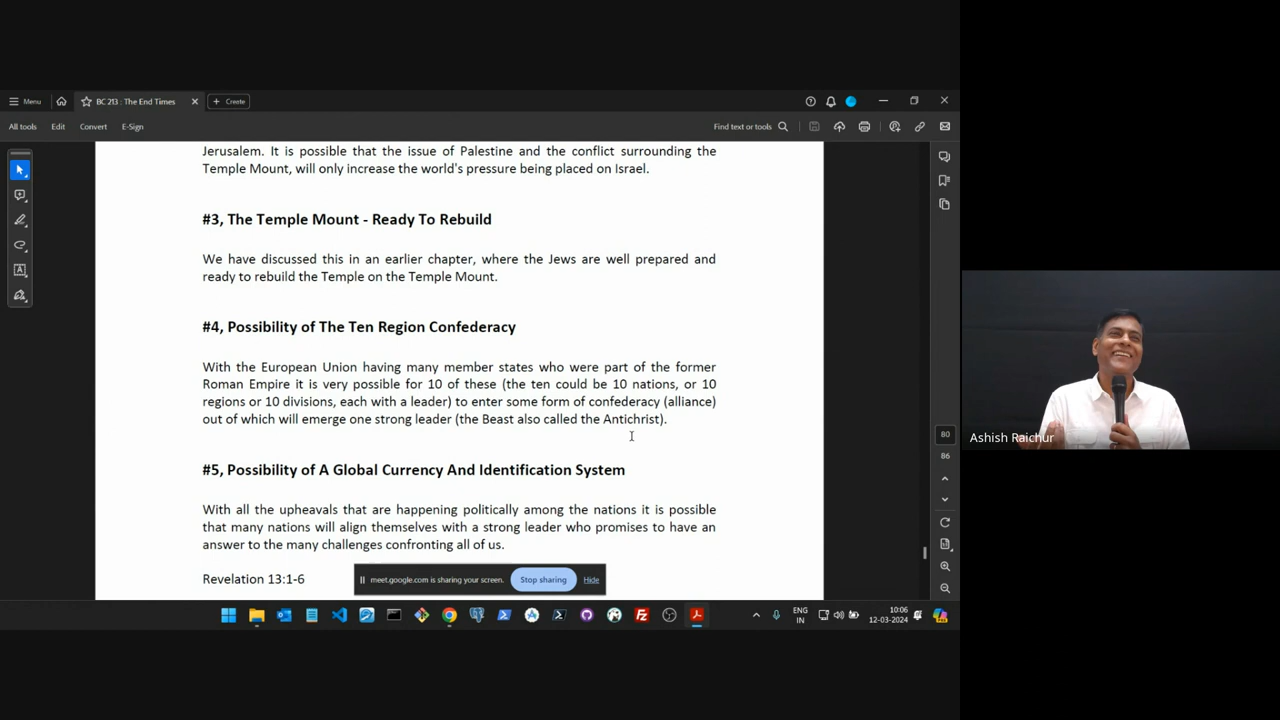 Menu
BC 213 : The End Times
Create
All tools
Edit
Convert
E-Sign
Find text or tools
Jerusalem. It is possible that the issue of Palestine and the conflict surrounding the
Temple Mount, will only increase the world's pressure being placed on Israel.
#3, The Temple Mount - Ready To Rebuild
We have discussed this in an earlier chapter, where the Jews are well prepared and
ready to rebuild the Temple on the Temple Mount.
#4, Possibility of The Ten Region Confederacy
With the European Union having many member states who were part of the former
Roman Empire it is very possible for 10 of these (the ten could be 10 nations, or 10
regions or 10 divisions, each with a leader) to enter some form of confederacy (alliance)
out of which will emerge one strong leader (the Beast also called the Antichrist).
#5, Possibility of A Global Currency And Identification System
With all the upheavals that are happening politically among the nations it is possible
that many nations will align themselves with a strong leader who promises to have an
answer to the many challenges confronting all of us.
Revelation 13:1-6
80
86
meet.google.com is sharing your screen.
Stop sharing
Hide
ENG
IN
10:06
12-03-2024
Ashish Raichur